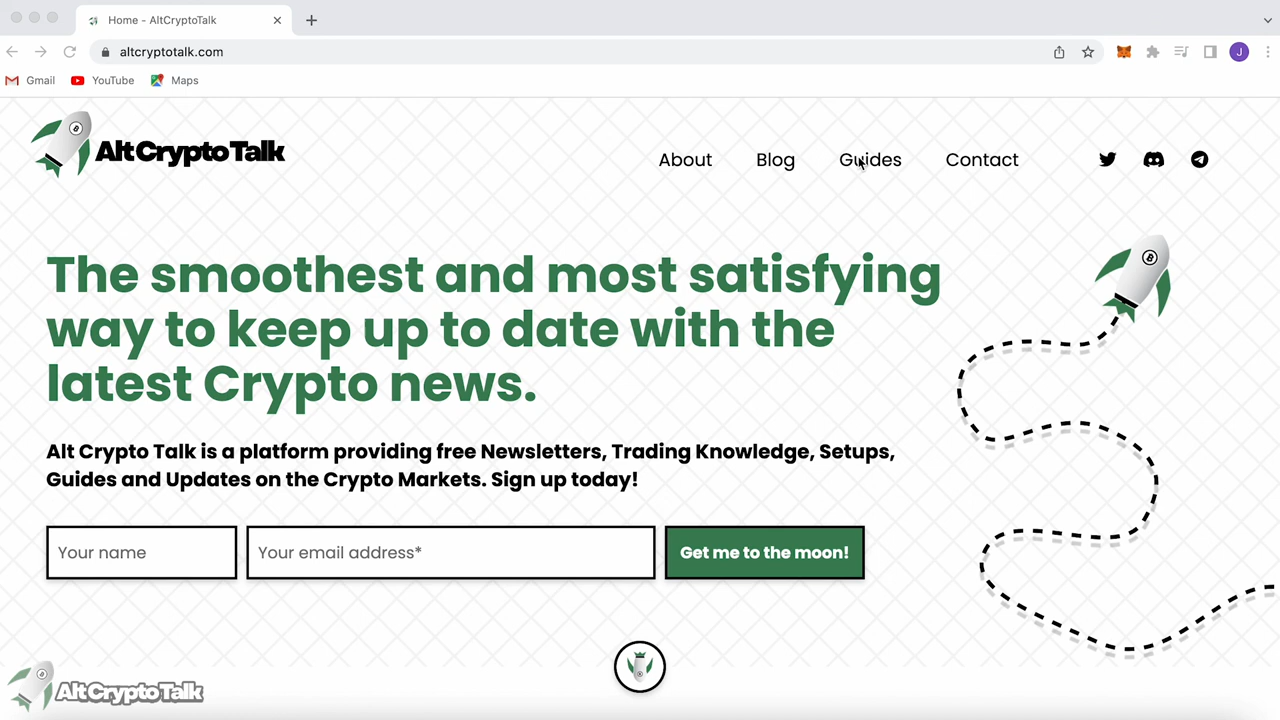 Home - AltCryptoTalk
altcryptotalk.com
J
Gmail YouTube Maps
Alt Crypto Talk
About Blog Guides Contact
The smoothest and most satisfying
way to keep up to date with the
latest Crypto news.
Alt Crypto Talk is a platform providing free Newsletters, Trading Knowledge, Setups,
Guides and Updates on the Crypto Markets. Sign up today!
Your name Your email address* Get me to the moon!
AltCryptoTalk